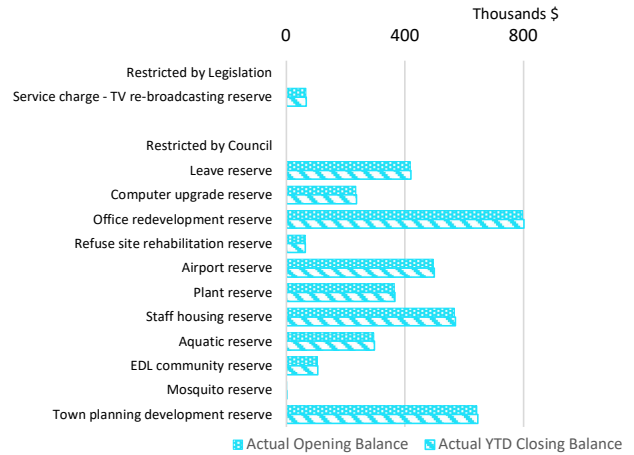 Thousands $
0 400 800
Restricted by Legislation
Service charge - TV re-broadcasting reserve
Restricted by Council
Leave reserve
Computer upgrade reserve
Office redevelopment reserve
Refuse site rehabilitation reserve
Airport reserve
Plant reserve
Staff housing reserve
Aquatic reserve
EDL community reserve
Mosquito reserve
Town planning development reserve
Actual Opening Balance Actual YTD Closing Balance